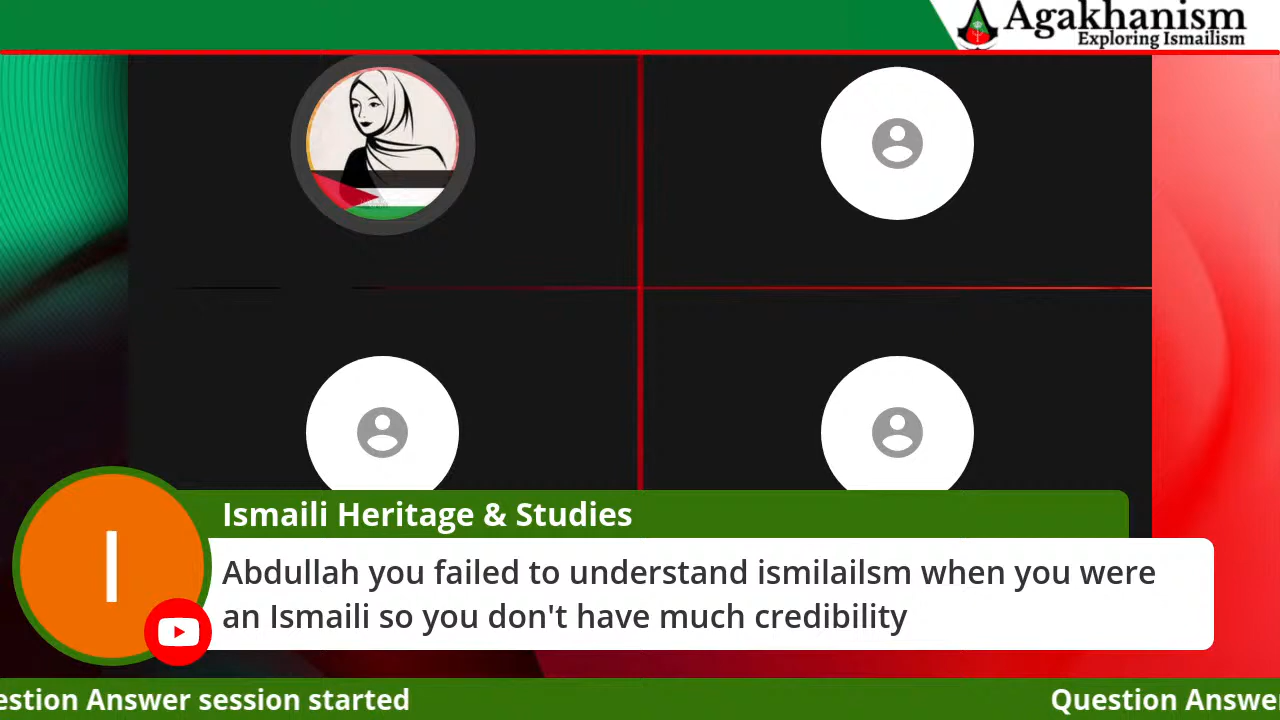 Agakhanism
Exploring Ismailism
I
Ismaili Heritage & Studies
Abdullah you failed to understand ismilailsm when you were
an Ismaili so you don't have much credibility
estion Answer session started
Question Answe